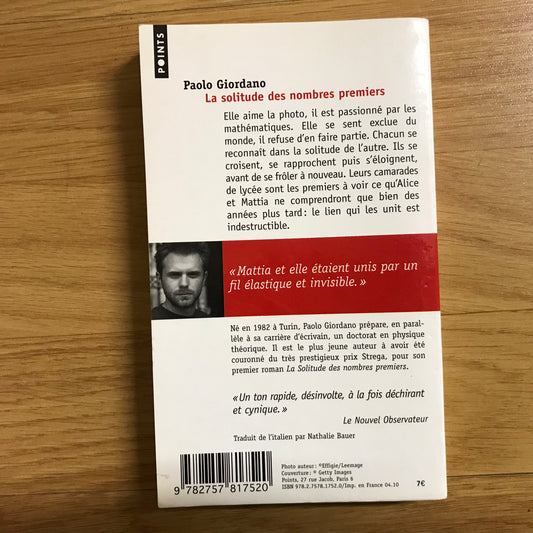 POINTS
Paolo Giordano
La solitude des nombres premiers
Elle aime la photo, il est passionné par les
mathématiques. Elle se sent exclue du
monde, il refuse d'en faire partie. Chacun se
reconnaît dans la solitude de l'autre. Ils se
croisent, se rapprochent puis s'éloignent,
avant de se frôler à nouveau. Leurs camarades
de lycée sont les premiers à voir ce qu'Alice
et Mattia ne comprendront que bien des
années plus tard : le lien qui les unit est
indestructible.
« Mattia et elle étaient unis par un
fil élastique et invisible. »
Né en 1982 à Turin, Paolo Giordano prépare, en paral-
lèle à sa carrière d'écrivain, un doctorat en physique
théorique. Il est le plus jeune auteur à avoir été
couronné du très prestigieux prix Strega, pour son
premier roman La Solitude des nombres premiers.
« Un ton rapide, désinvolte, à la fois déchirant
et cynique. »
Le Nouvel Observateur
Traduit de l'italien par Nathalie Bauer
Photo auteur : ©Effigie/Leemage
Couverture : © Getty Images
Points, 27 rue Jacob, Paris 6
ISBN 978.2.7578.1752.0/Imp. en France 04.10
7€
9 782757 817520